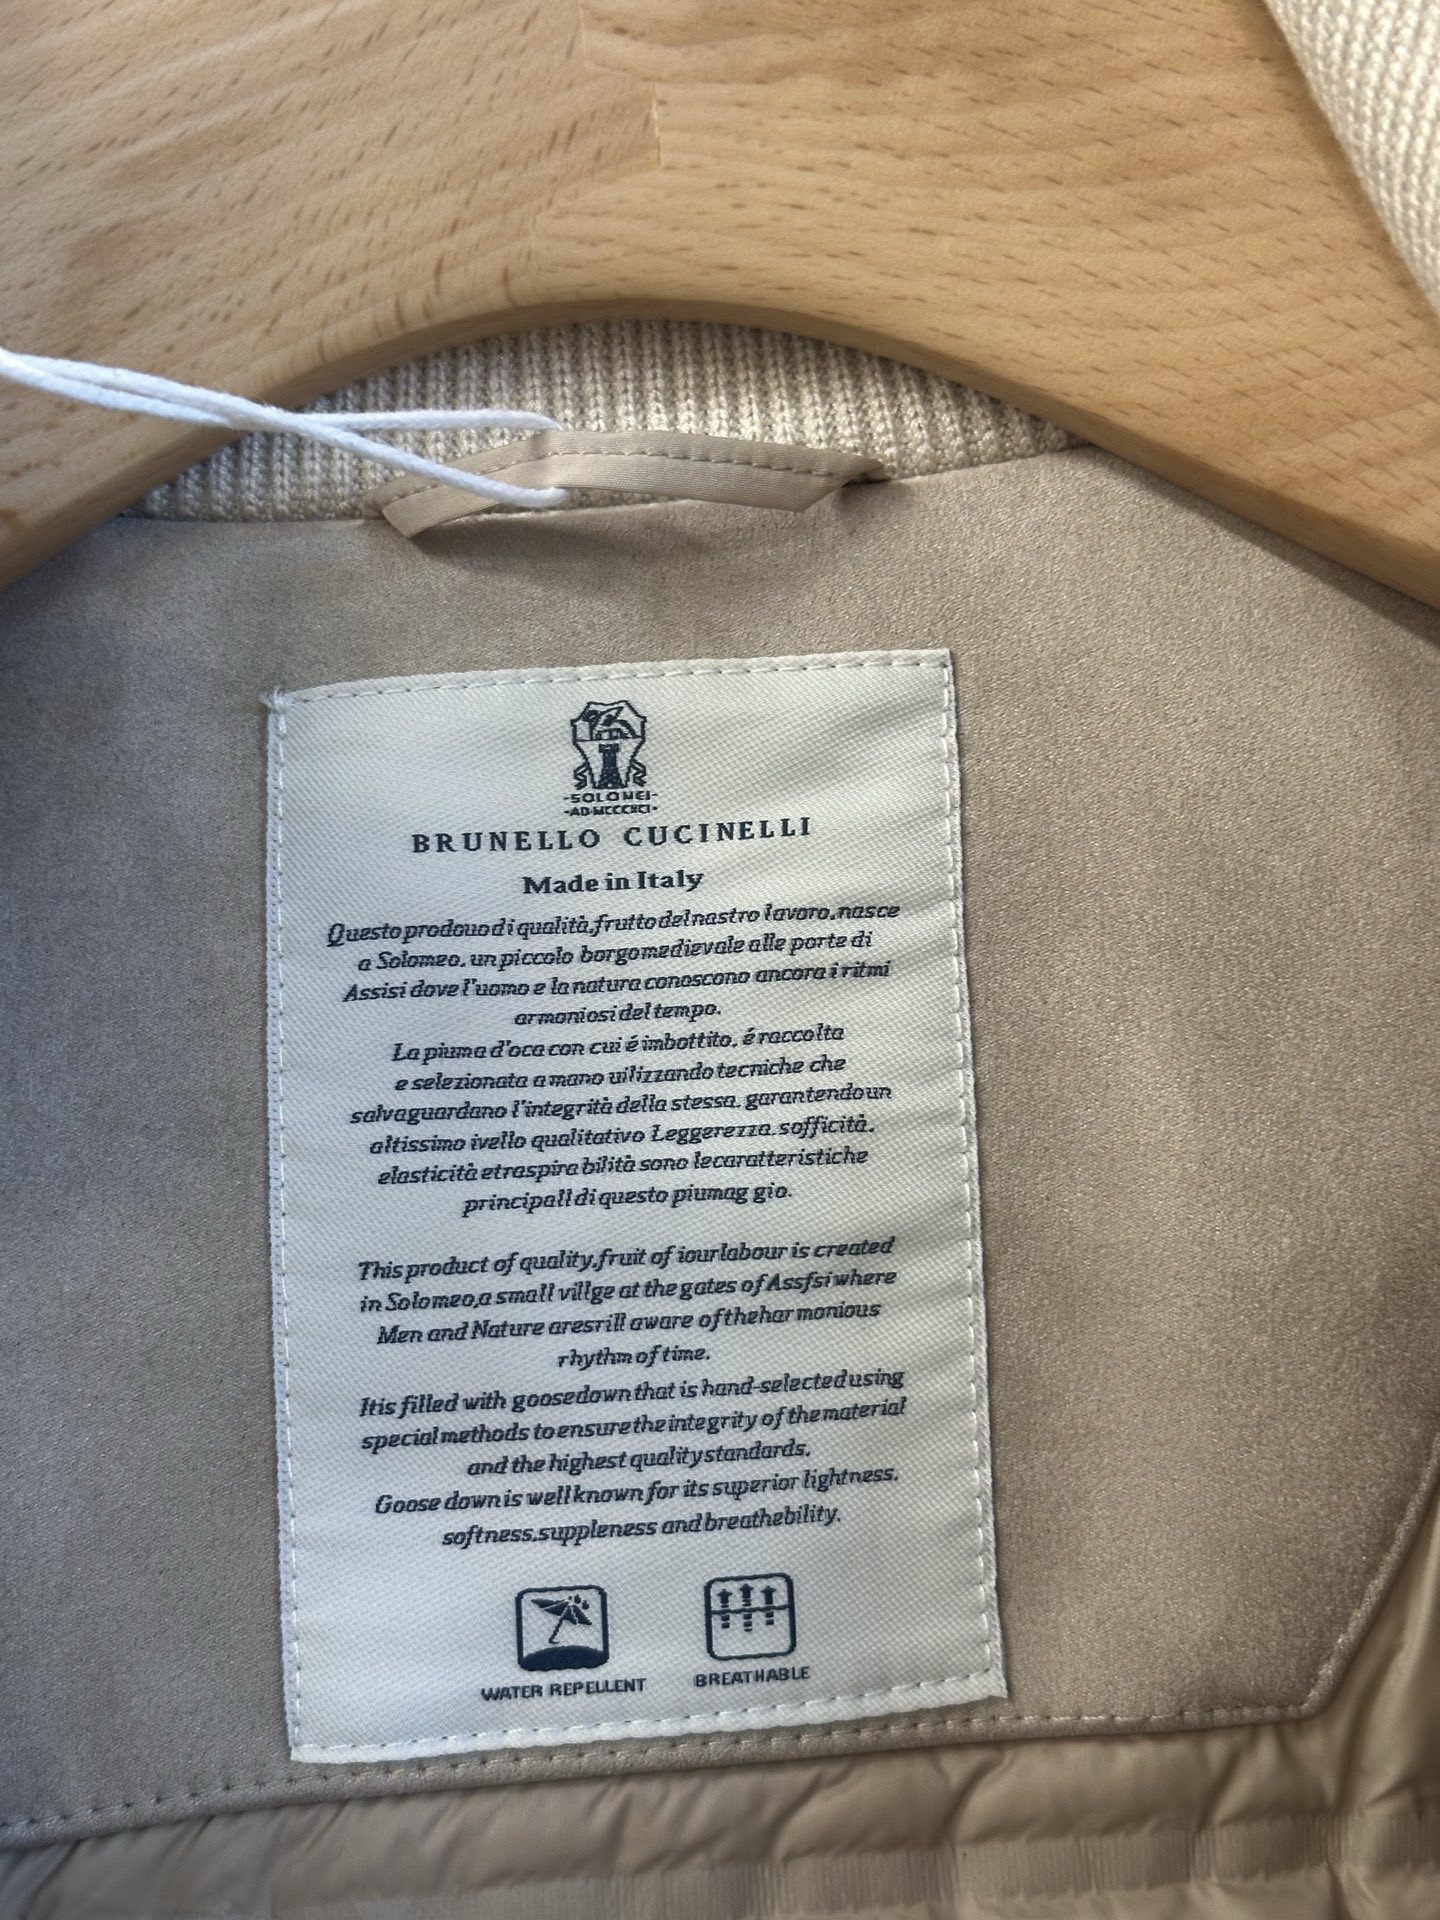 -SOLOMEI-
-AD·MCCCXCI·
BRUNELLO CUCINELLI
Made in Italy
Questo prodouo di qualità,frutto del nastro lavoro.nasce
a Solomeo. un piccolo borgomedievale alle porte di
Assisi dove l'uomo e la natura conoscono ancora i ritmi
armoniosi del tempo.
La piuma d'oca con cui é imbottito. é raccolta
e selezionata a mano uilizzando tecniche che
salvaguardano l'integrità della stessa. garantendo un
altissimo ivello qualitativo Leggerezza. sofficità.
elasticità etraspira bilità sono lecaratteristiche
principall di questo piumag gio.
This product of quality,fruit of iourlabour is created
in Solomeo,a small villge at the gates of Assfsi where
Men and Nature aresrill aware of thehar monious
rhythm of time.
Itis filled with goosedown that is hand-selected using
special methods to ensure the integrity of the material
and the highest quality standards.
Goose down is well known for its superior lightness.
softness.suppleness and breathebility.
WATER REPELLENT
BREATHABLE